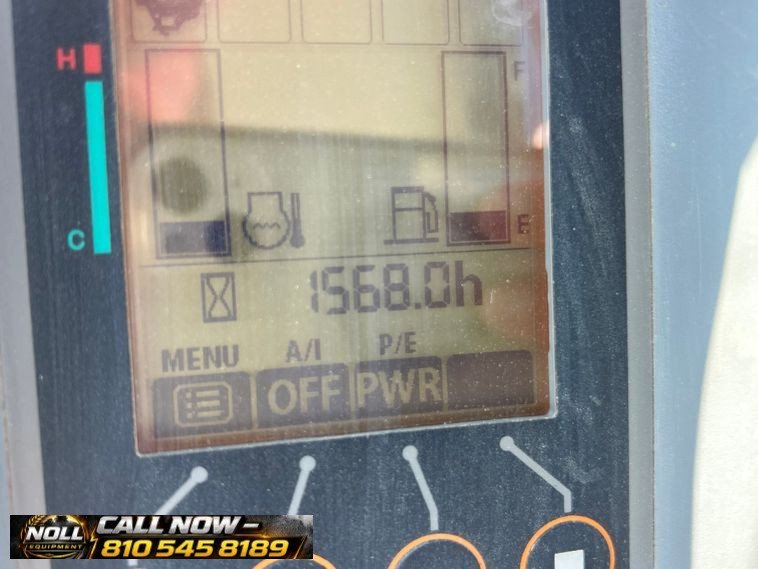 H
F
C
E
1568.0h
MENU A/I P/E
OFF PWR
NOLL
EQUIPMENT
CALL NOW –
810 545 8189